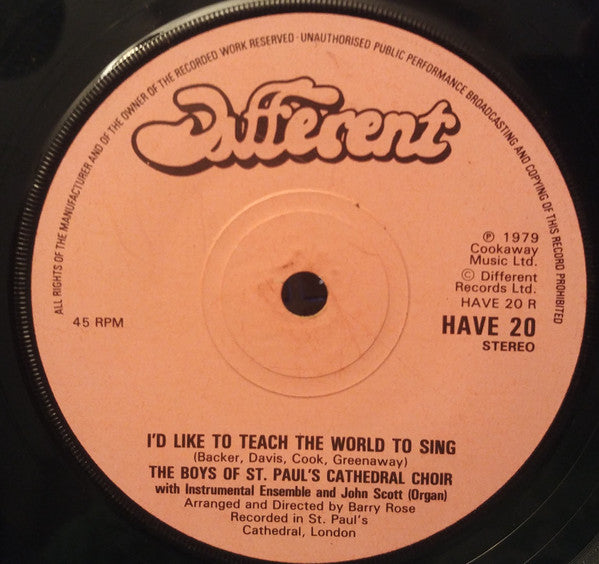 ALL RIGHTS OF THE MANUFACTURER AND OF THE OWNER OF THE RECORDED WORK RESERVED · UNAUTHORISED PUBLIC PERFORMANCE BROADCASTING AND COPYING OF THIS RECORD PROHIBITED
Different
℗ 1979
Cookaway
Music Ltd.
© Different
Records Ltd.
HAVE 20 R
45 RPM
HAVE 20
STEREO
I'D LIKE TO TEACH THE WORLD TO SING
(Backer, Davis, Cook, Greenaway)
THE BOYS OF ST. PAUL'S CATHEDRAL CHOIR
with Instrumental Ensemble and John Scott (Organ)
Arranged and Directed by Barry Rose
Recorded in St. Paul's
Cathedral, London